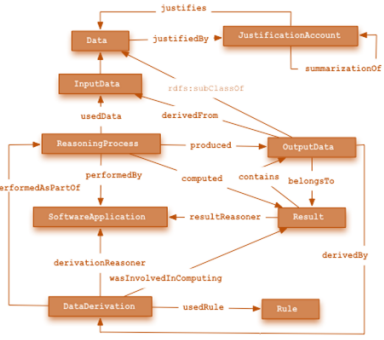 justifies
Data
justifiedBy
JustificationAccount
summarizationOf
InputData
rdfs:subClassOf
usedData
derivedFrom
ReasoningProcess
produced
OutputData
performedBy
computed
contains
belongsTo
erformedAsPartOf
SoftwareApplication
resultReasoner
Result
derivationReasoner
derivedBy
wasInvolvedInComputing
DataDerivation
usedRule
Rule